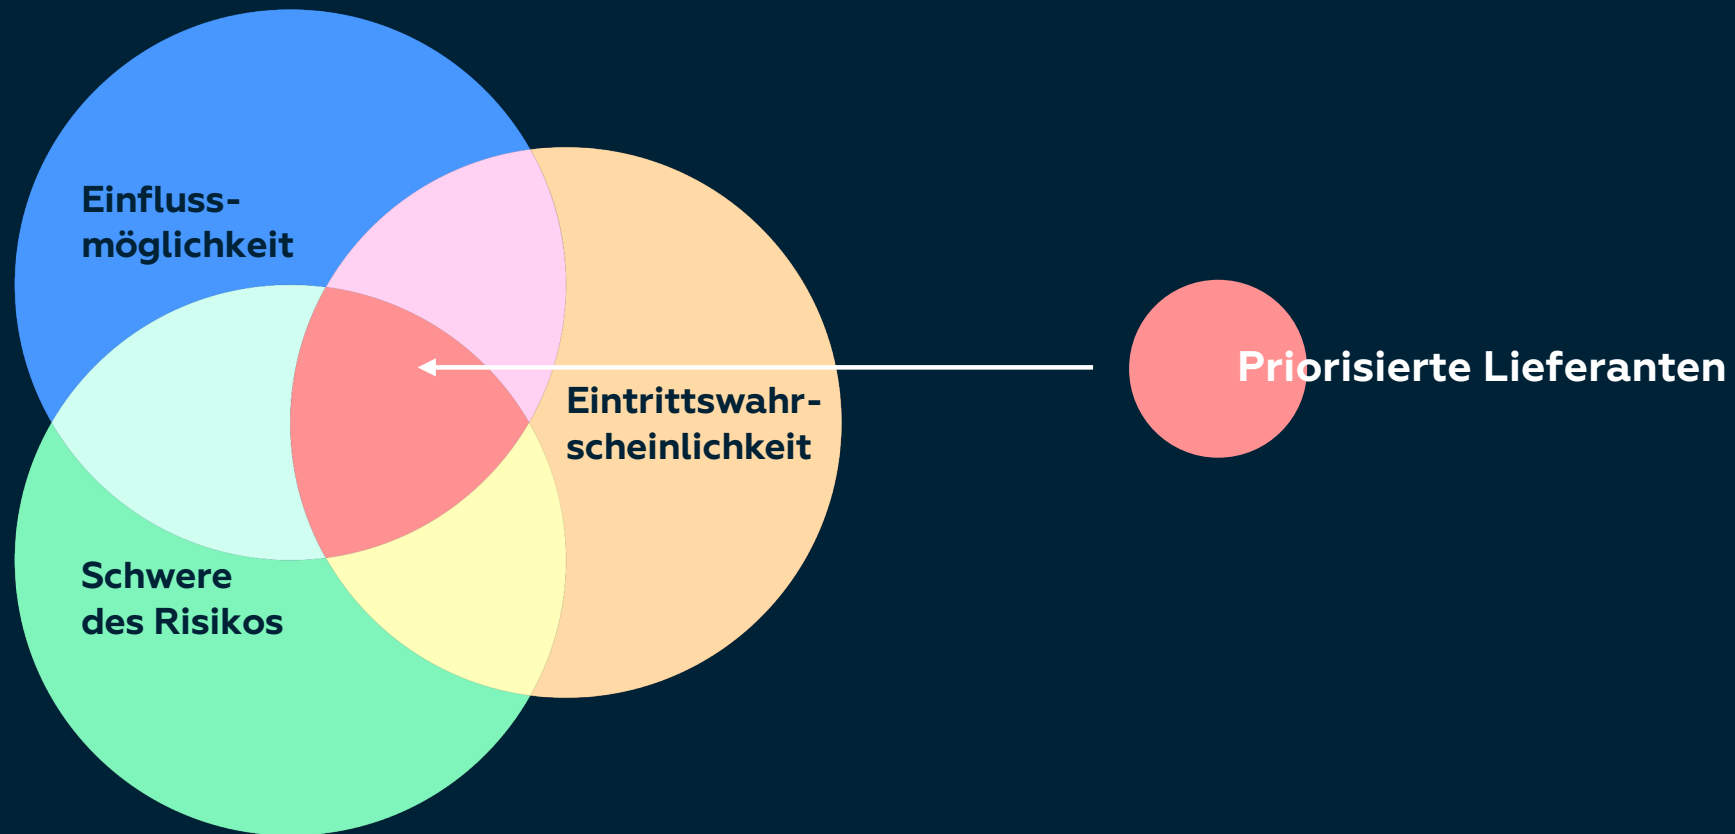 Einfluss-
möglichkeit
Eintrittswahr-
scheinlichkeit
Schwere
des Risikos
Priorisierte Lieferanten